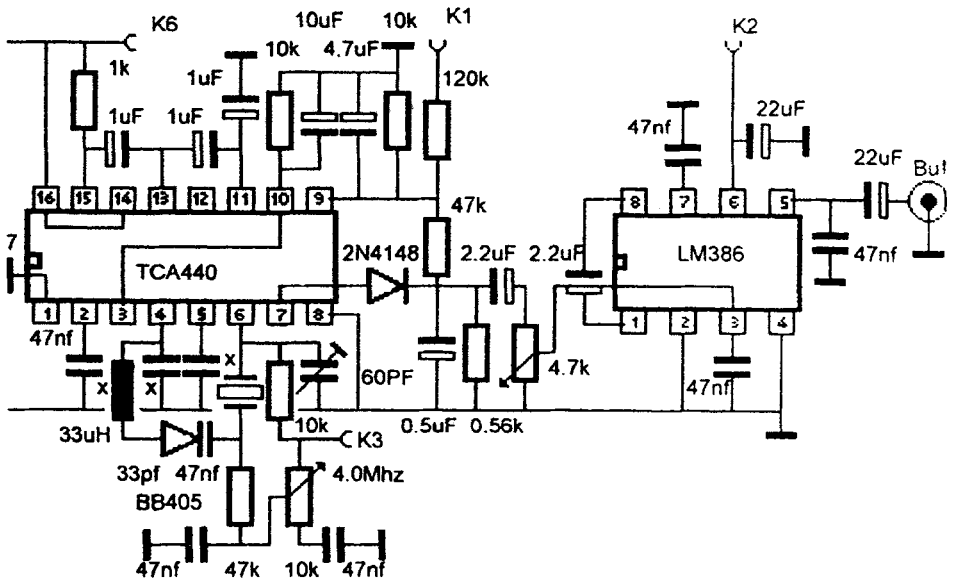 K6
10uF
10k
K1
K2
1k
10k
4.7uF
1uF
120k
1uF
1uF
47nf
22uF
22uF
But
16 15 14 13 12 11 10 9
47k
8 7 6 5
7
TCA440
2N4148
2.2uF
2.2uF
LM386
47nf
1 2 3 4 5 6 7 8
1 2 3 4
47nf
x
x
x
60PF
4.7k
47nf
33uH
10k
K3
0.5uF
0.56k
33pf
47nf
4.0Mhz
BB405
47nf
47k
10k
47nf